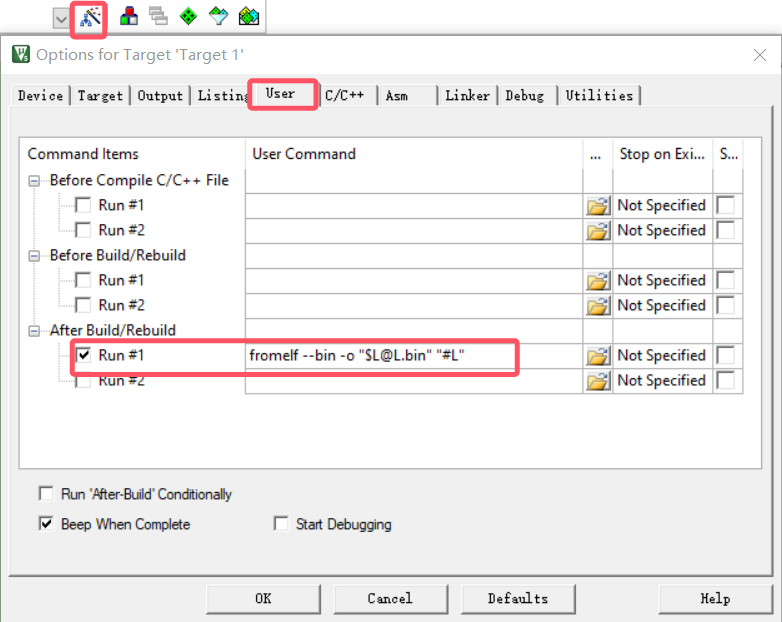 Options for Target 'Target 1'
Device Target Output Listing User C/C++ Asm Linker Debug Utilities
Command Items User Command ... Stop on Exi... S...
Before Compile C/C++ File
Run #1 Not Specified
Run #2 Not Specified
Before Build/Rebuild
Run #1 Not Specified
Run #2 Not Specified
After Build/Rebuild
Run #1 fromelf --bin -o "$L@L.bin" "#L" Not Specified
Run #2 Not Specified
Run 'After-Build' Conditionally
Beep When Complete Start Debugging
OK Cancel Defaults Help